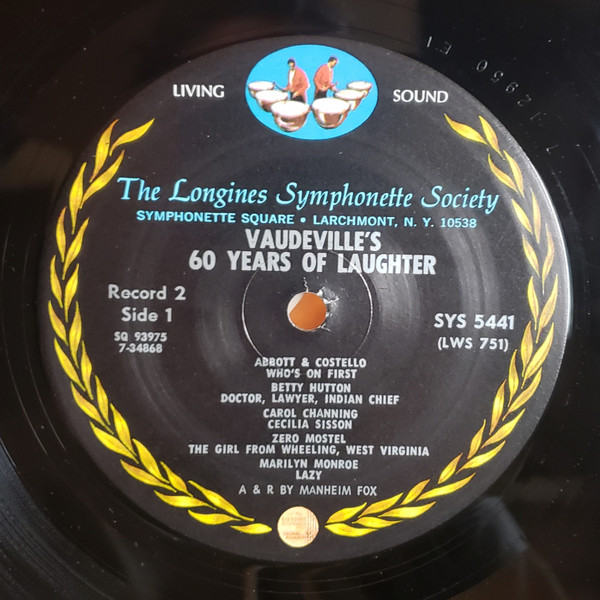 LIVING SOUND
The Longines Symphonette Society
SYMPHONETTE SQUARE • LARCHMONT, N. Y. 10538
VAUDEVILLE'S
60 YEARS OF LAUGHTER
Record 2
Side 1
SQ 93975
7-34868
SYS 5441
(LWS 751)
ABBOTT & COSTELLO
WHO'S ON FIRST
BETTY HUTTON
DOCTOR, LAWYER, INDIAN CHIEF
CAROL CHANNING
CECILIA SISSON
ZERO MOSTEL
THE GIRL FROM WHEELING, WEST VIRGINIA
MARILYN MONROE
LAZY
A & R BY MANHEIM FOX